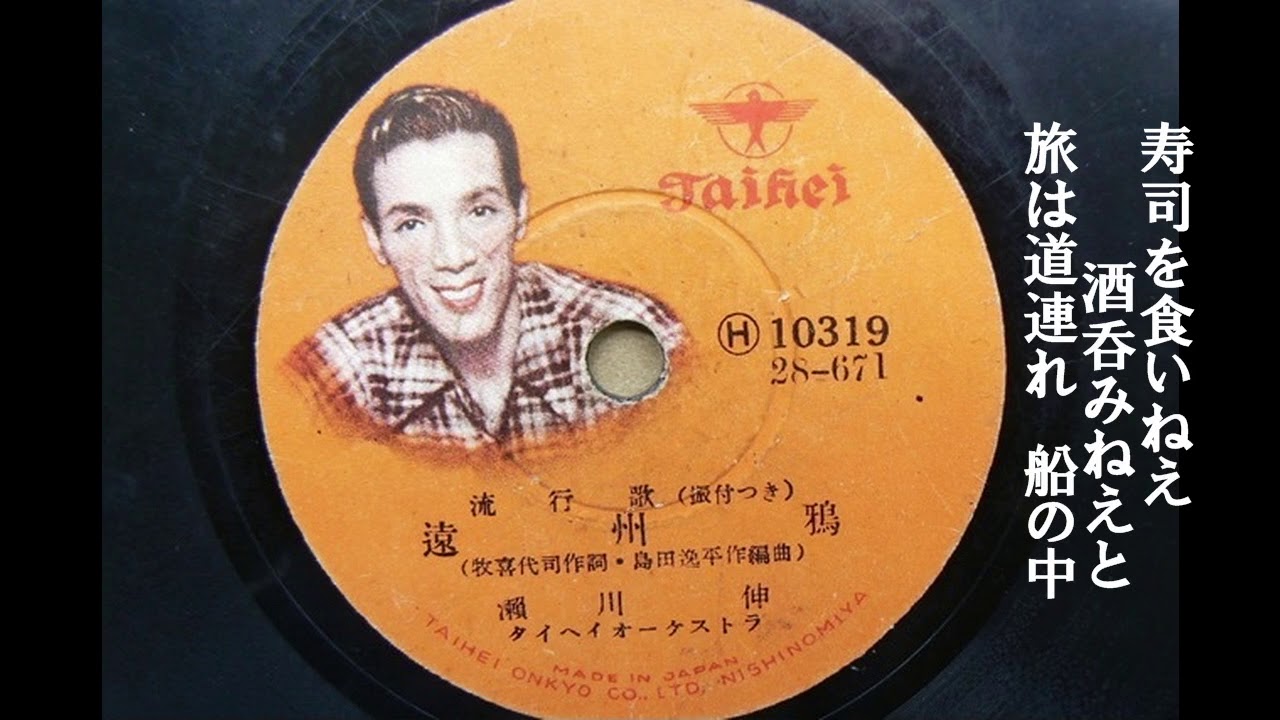 Taihei
Ⓗ 10319
28-671
流行歌(振付つき)
遠州鴉
(牧喜代司作詞・島田逸平作編曲)
瀬川伸
タイヘイオーケストラ
MADE IN JAPAN
TAIHEI ONKYO CO., LTD. NISHINOMIYA
寿司を食いねえ
酒呑みねえと
旅は道連れ 船の中